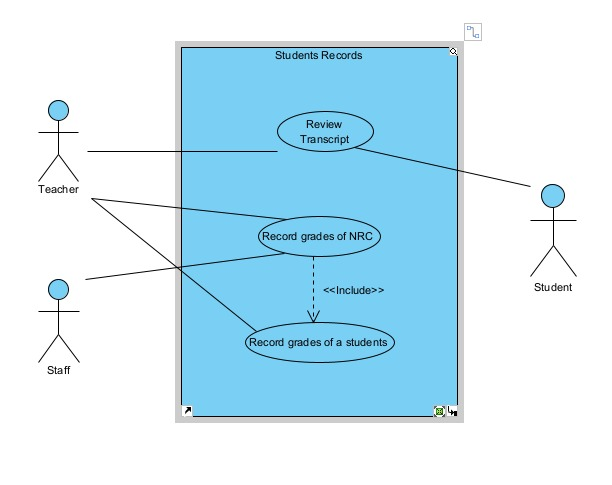 Students Records
Review
Transcript
Teacher
Record grades of NRC
Student
<<Include>>
Record grades of a students
Staff